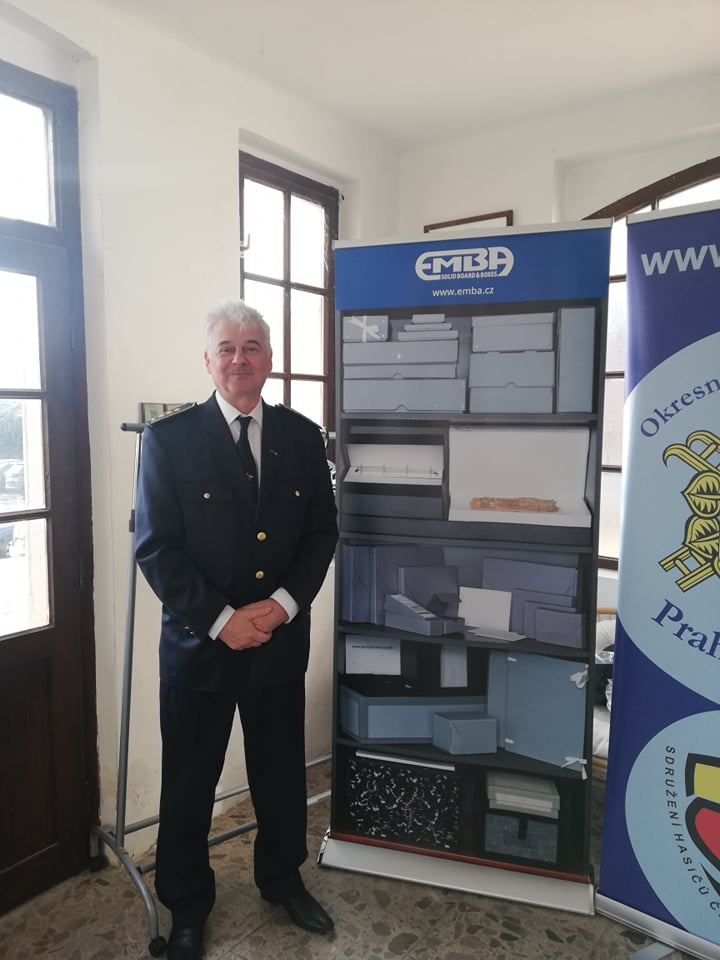 EMBA
SOLID BOARD & BOXES
www.emba.cz
www.
Okresn
Prah
SDRUŽENÍ HASIČŮ Č